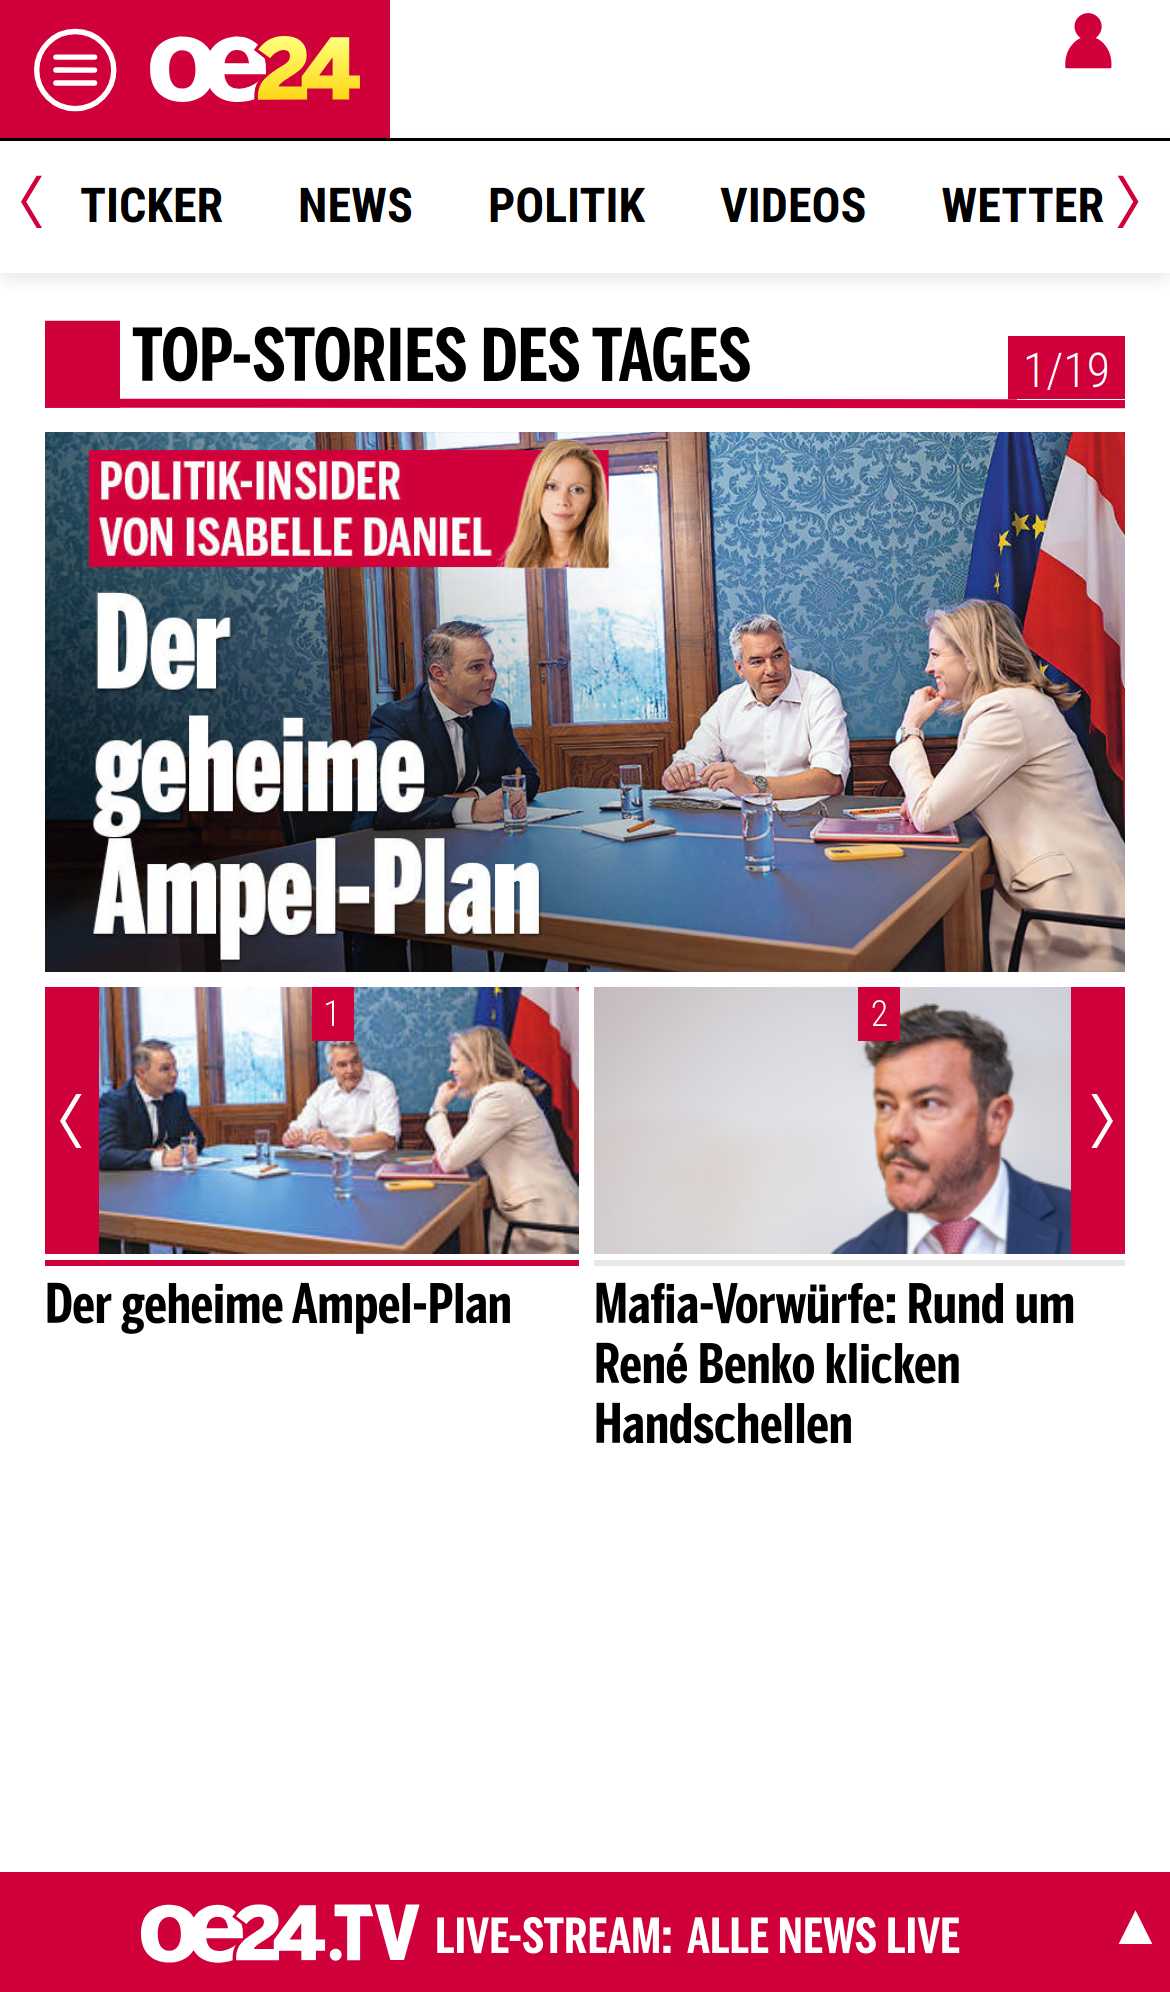 oe24
TICKER
NEWS
POLITIK
VIDEOS
WETTER
TOP-STORIES DES TAGES
1/19
POLITIK-INSIDER
VON ISABELLE DANIEL
Der
geheime
Ampel-Plan
1
2
Der geheime Ampel-Plan
Mafia-Vorwürfe: Rund um
René Benko klicken
Handschellen
oe24.TV LIVE-STREAM: ALLE NEWS LIVE